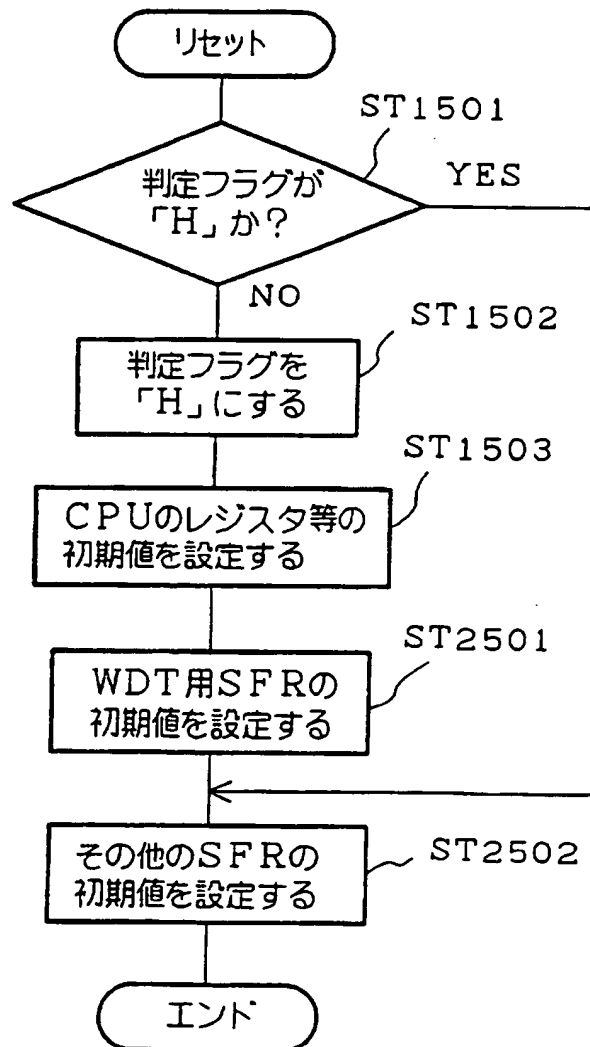 リセット
ST1501
判定フラグが
「H」か？
YES
NO
ST1502
判定フラグを
「H」にする
ST1503
CPUのレジスタ等の
初期値を設定する
ST2501
WDT用SFRの
初期値を設定する
ST2502
その他のSFRの
初期値を設定する
エンド